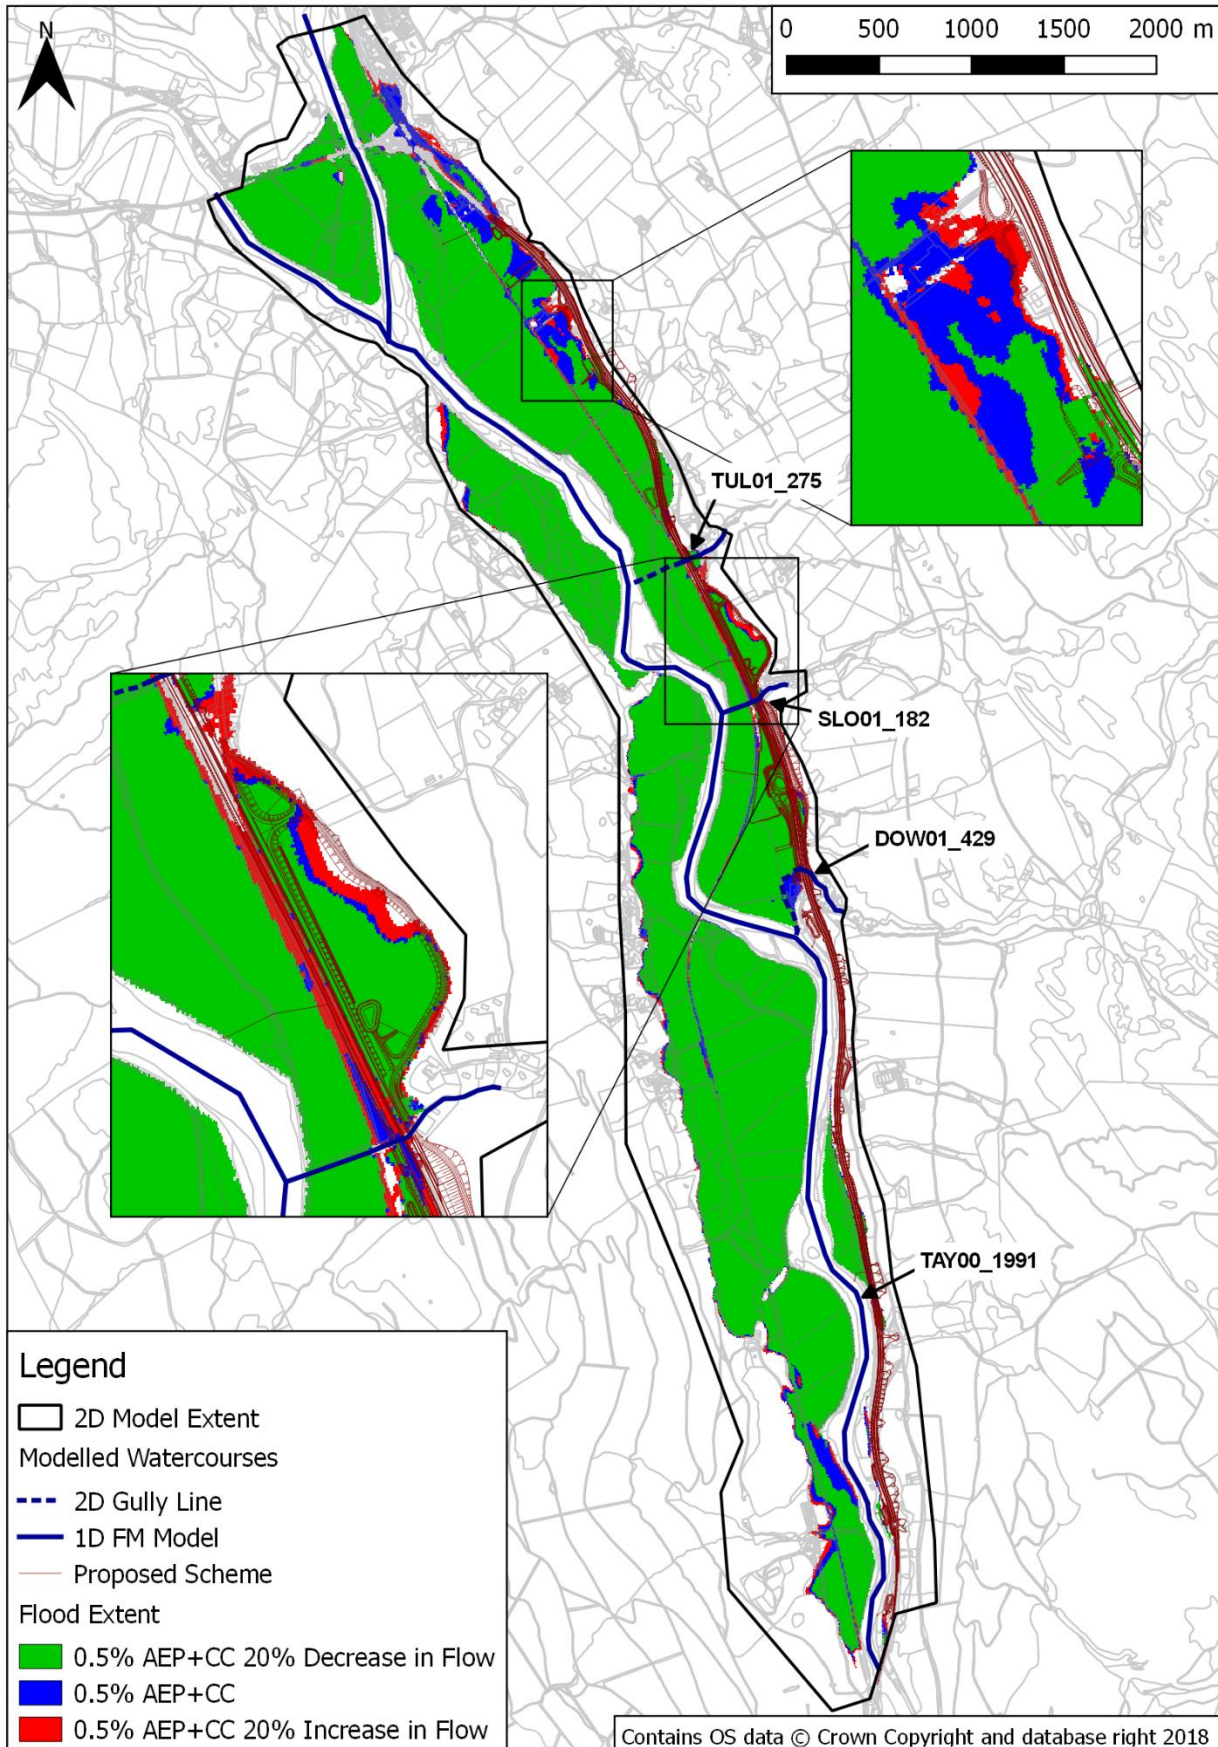 N
0 500 1000 1500 2000 m
TUL01_275
SLO01_182
DOW01_429
TAY00_1991
Legend
2D Model Extent
Modelled Watercourses
2D Gully Line
1D FM Model
Proposed Scheme
Flood Extent
0.5% AEP+CC 20% Decrease in Flow
0.5% AEP+CC
0.5% AEP+CC 20% Increase in Flow
Contains OS data © Crown Copyright and database right 2018